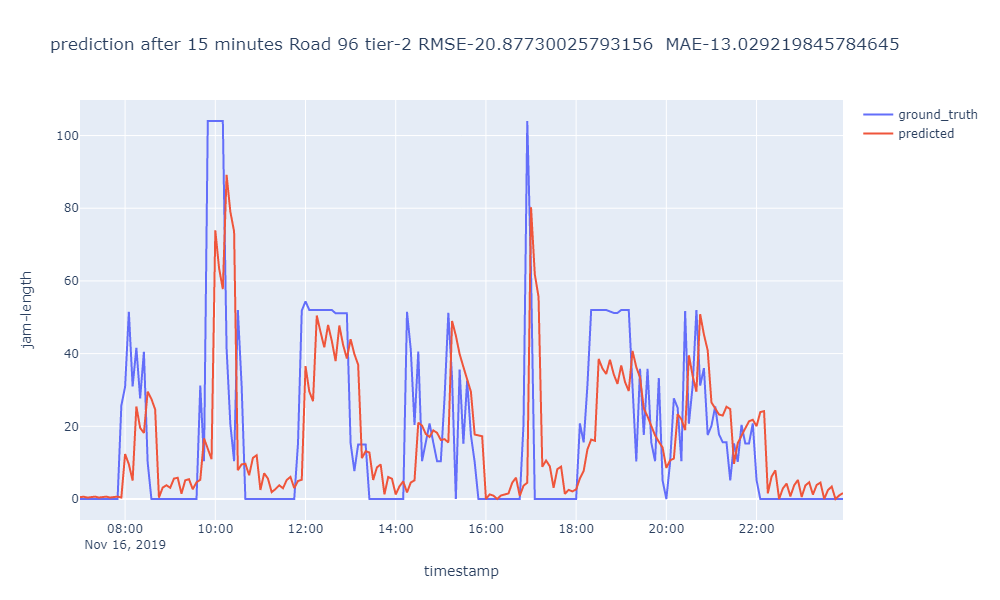 prediction after 15 minutes Road 96 tier-2 RMSE-20.87730025793156  MAE-13.029219845784645
ground_truth
predicted
100
80
60
40
20
0
jam-length
08:00 10:00 12:00 14:00 16:00 18:00 20:00 22:00
Nov 16, 2019
timestamp